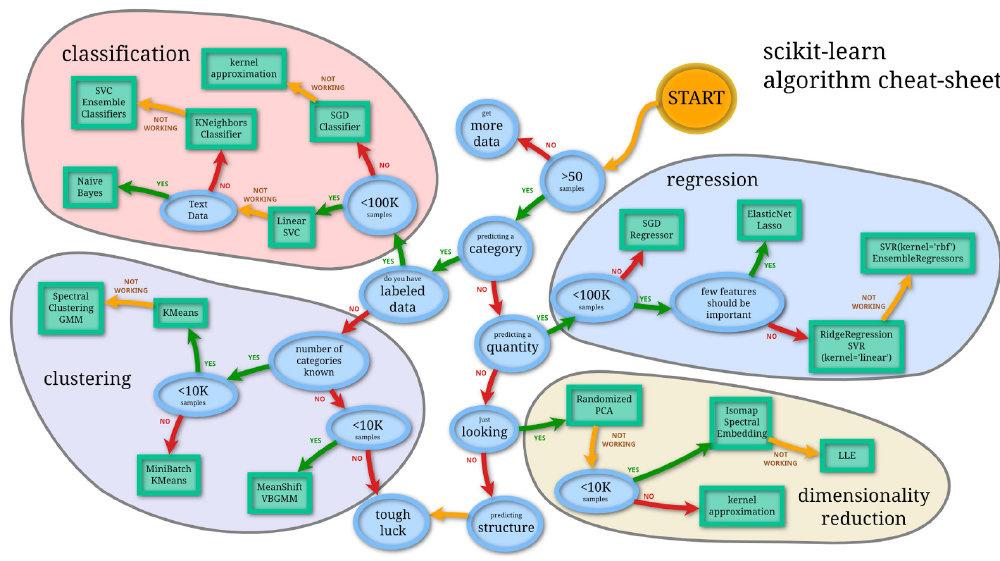 scikit-learn
algorithm cheat-sheet
START
classification
kernel
approximation
NOT
WORKING
SVC
Ensemble
Classifiers
NOT
WORKING
KNeighbors
Classifier
SGD
Classifier
NO
Naive
Bayes
YES
Text
Data
NO
NOT
WORKING
Linear
SVC
YES
<100K
samples
YES
get
more
data
NO
>50
samples
YES
predicting a
category
YES
do you have
labeled
data
NO
NO
predicting a
quantity
YES
NO
just
looking
YES
NO
predicting
structure
tough
luck
regression
SGD
Regressor
NO
<100K
samples
YES
ElasticNet
Lasso
YES
few features
should be
important
NO
SVR(kernel='rbf')
EnsembleRegressors
NOT
WORKING
RidgeRegression
SVR
(kernel='linear')
clustering
Spectral
Clustering
GMM
NOT
WORKING
KMeans
YES
number of
categories
known
YES
NO
<10K
samples
NO
MiniBatch
KMeans
<10K
samples
YES
NO
MeanShift
VBGMM
dimensionality
reduction
Randomized
PCA
NOT
WORKING
<10K
samples
YES
NO
Isomap
Spectral
Embedding
NOT
WORKING
LLE
kernel
approximation